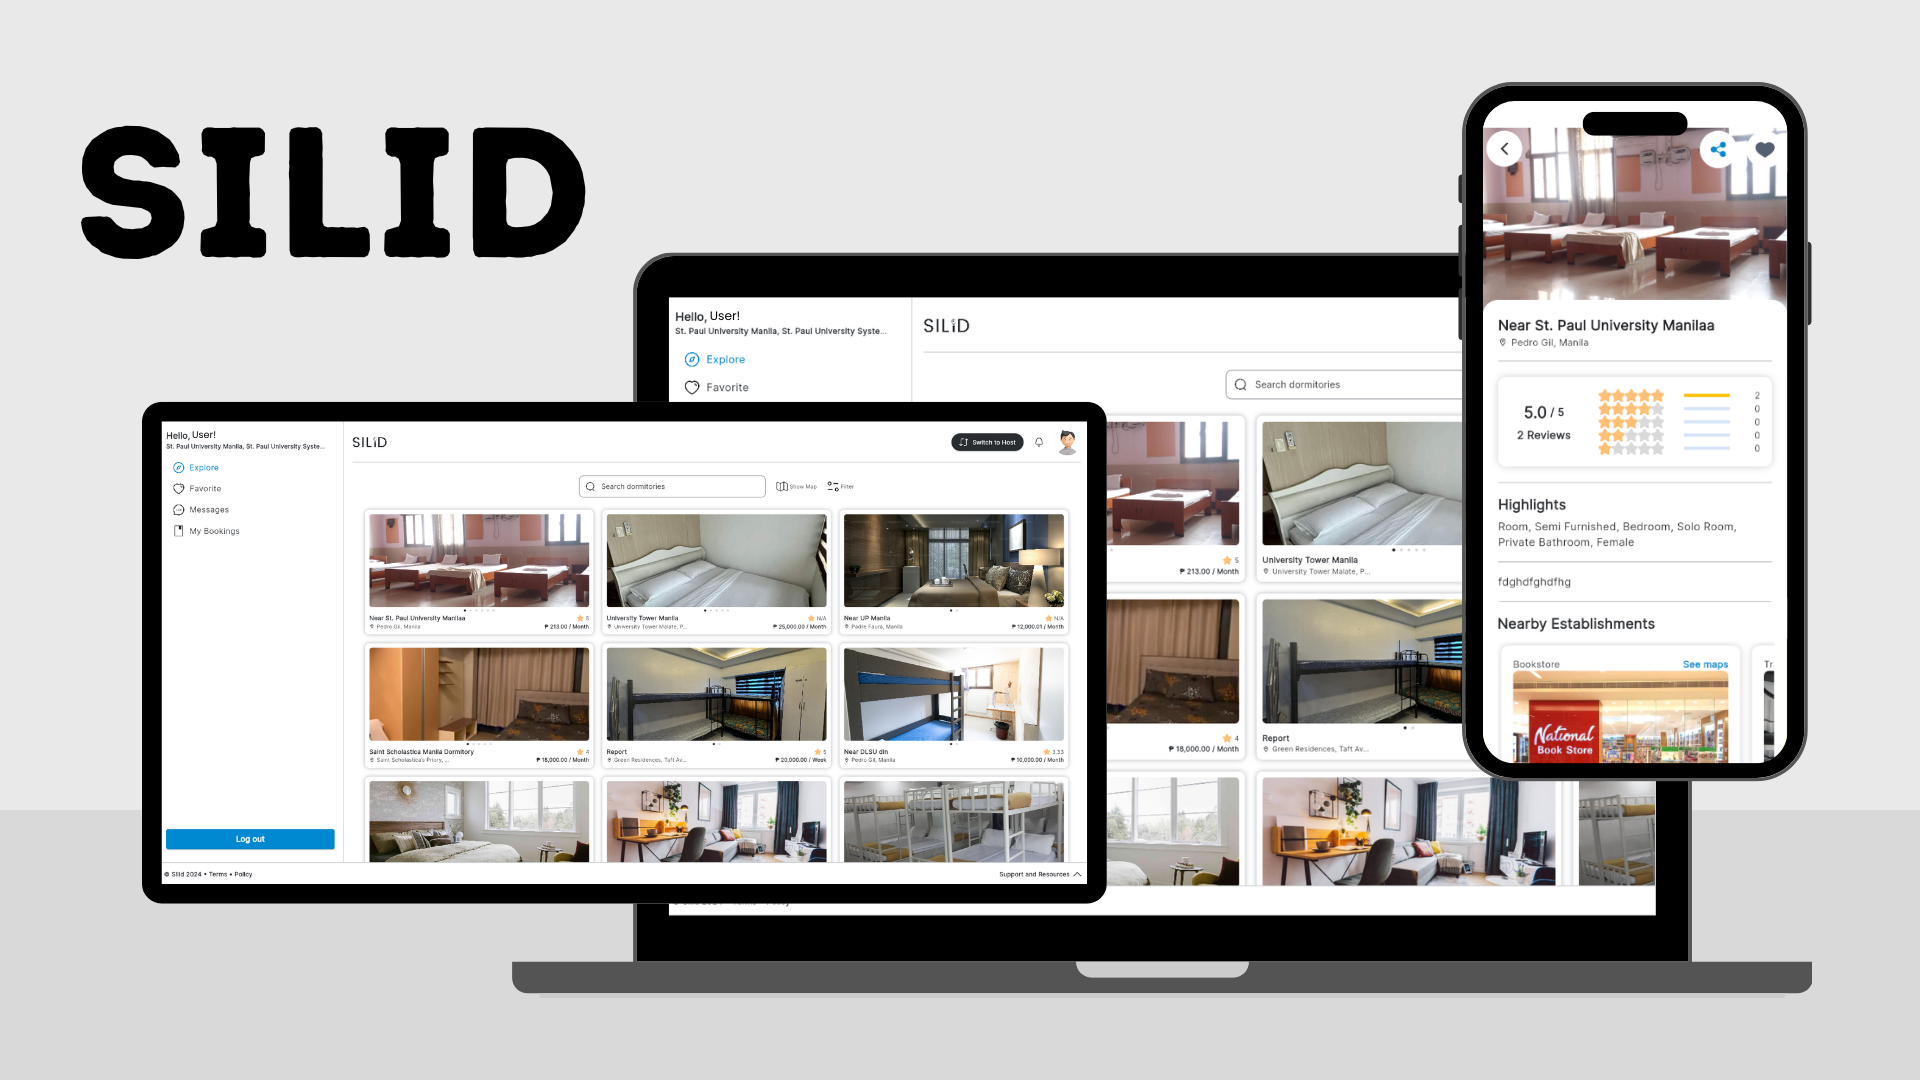 SILID
Hello, User!
St. Paul University Manila, St. Paul University Syste...
Explore
Favorite
SILID
Search dormitories
5
₱ 213.00 / Month
University Tower Manila
University Tower Malate, P...
4
₱ 18,000.00 / Month
Report
Green Residences, Taft Av...
Hello, User!
St. Paul University Manila, St. Paul University Syste...
Explore
Favorite
Messages
My Bookings
Log out
© Silid 2024 • Terms • Policy
SILID
Switch to Host
Search dormitories
Show Map
Filter
Near St. Paul University Manilaa
5
Pedro Gil, Manila
₱ 213.00 / Month
University Tower Manila
N/A
University Tower Malate, P...
₱ 25,000.00 / Month
Near UP Manila
N/A
Padre Faura, Manila
₱ 12,000.01 / Month
Saint Scholastica Manila Dormitory
4
Saint Scholastica's Priory, ...
₱ 18,000.00 / Month
Report
5
Green Residences, Taft Av...
₱ 20,000.00 / Week
Near DLSU din
3.33
Pedro Gil, Manila
₱ 10,000.00 / Month
Support and Resources
Near St. Paul University Manilaa
Pedro Gil, Manila
5.0 / 5
2 Reviews
2
0
0
0
0
Highlights
Room, Semi Furnished, Bedroom, Solo Room,
Private Bathroom, Female
fdghdfghdfhg
Nearby Establishments
Bookstore
See maps
Tr
National
Book Store